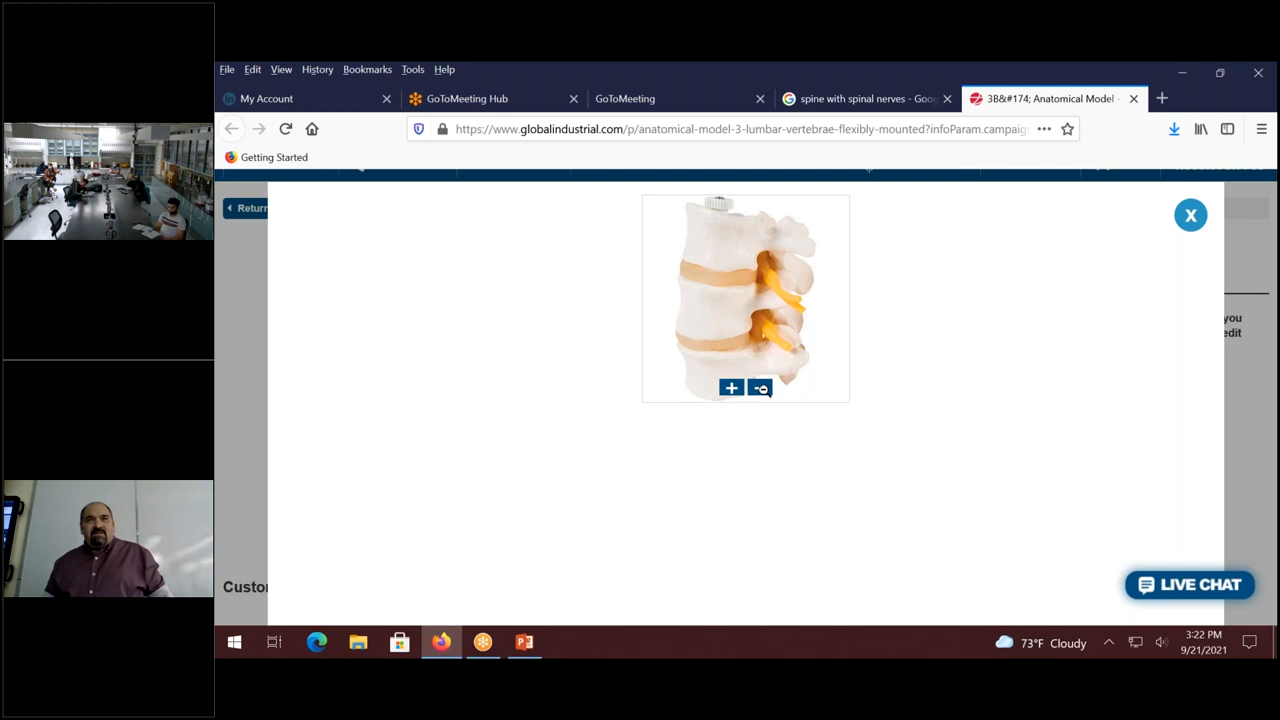 File Edit View History Bookmarks Tools Help
My Account
GoToMeeting Hub
GoToMeeting
spine with spinal nerves - Goog
3B&#174; Anatomical Model -
https://www.globalindustrial.com/p/anatomical-model-3-lumbar-vertebrae-flexibly-mounted?infoParam.campaig
Getting Started
Return
X
you
edit
+ -
Custo
LIVE CHAT
73°F Cloudy
3:22 PM
9/21/2021